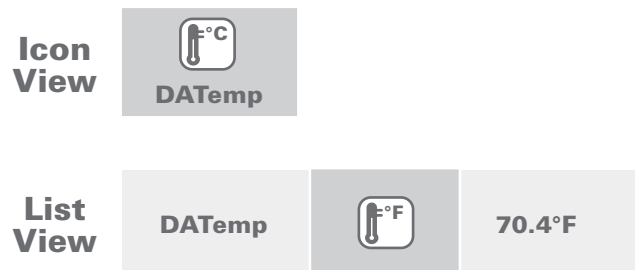 Icon
View
°C
DATemp
List
View
DATemp
°F
70.4°F